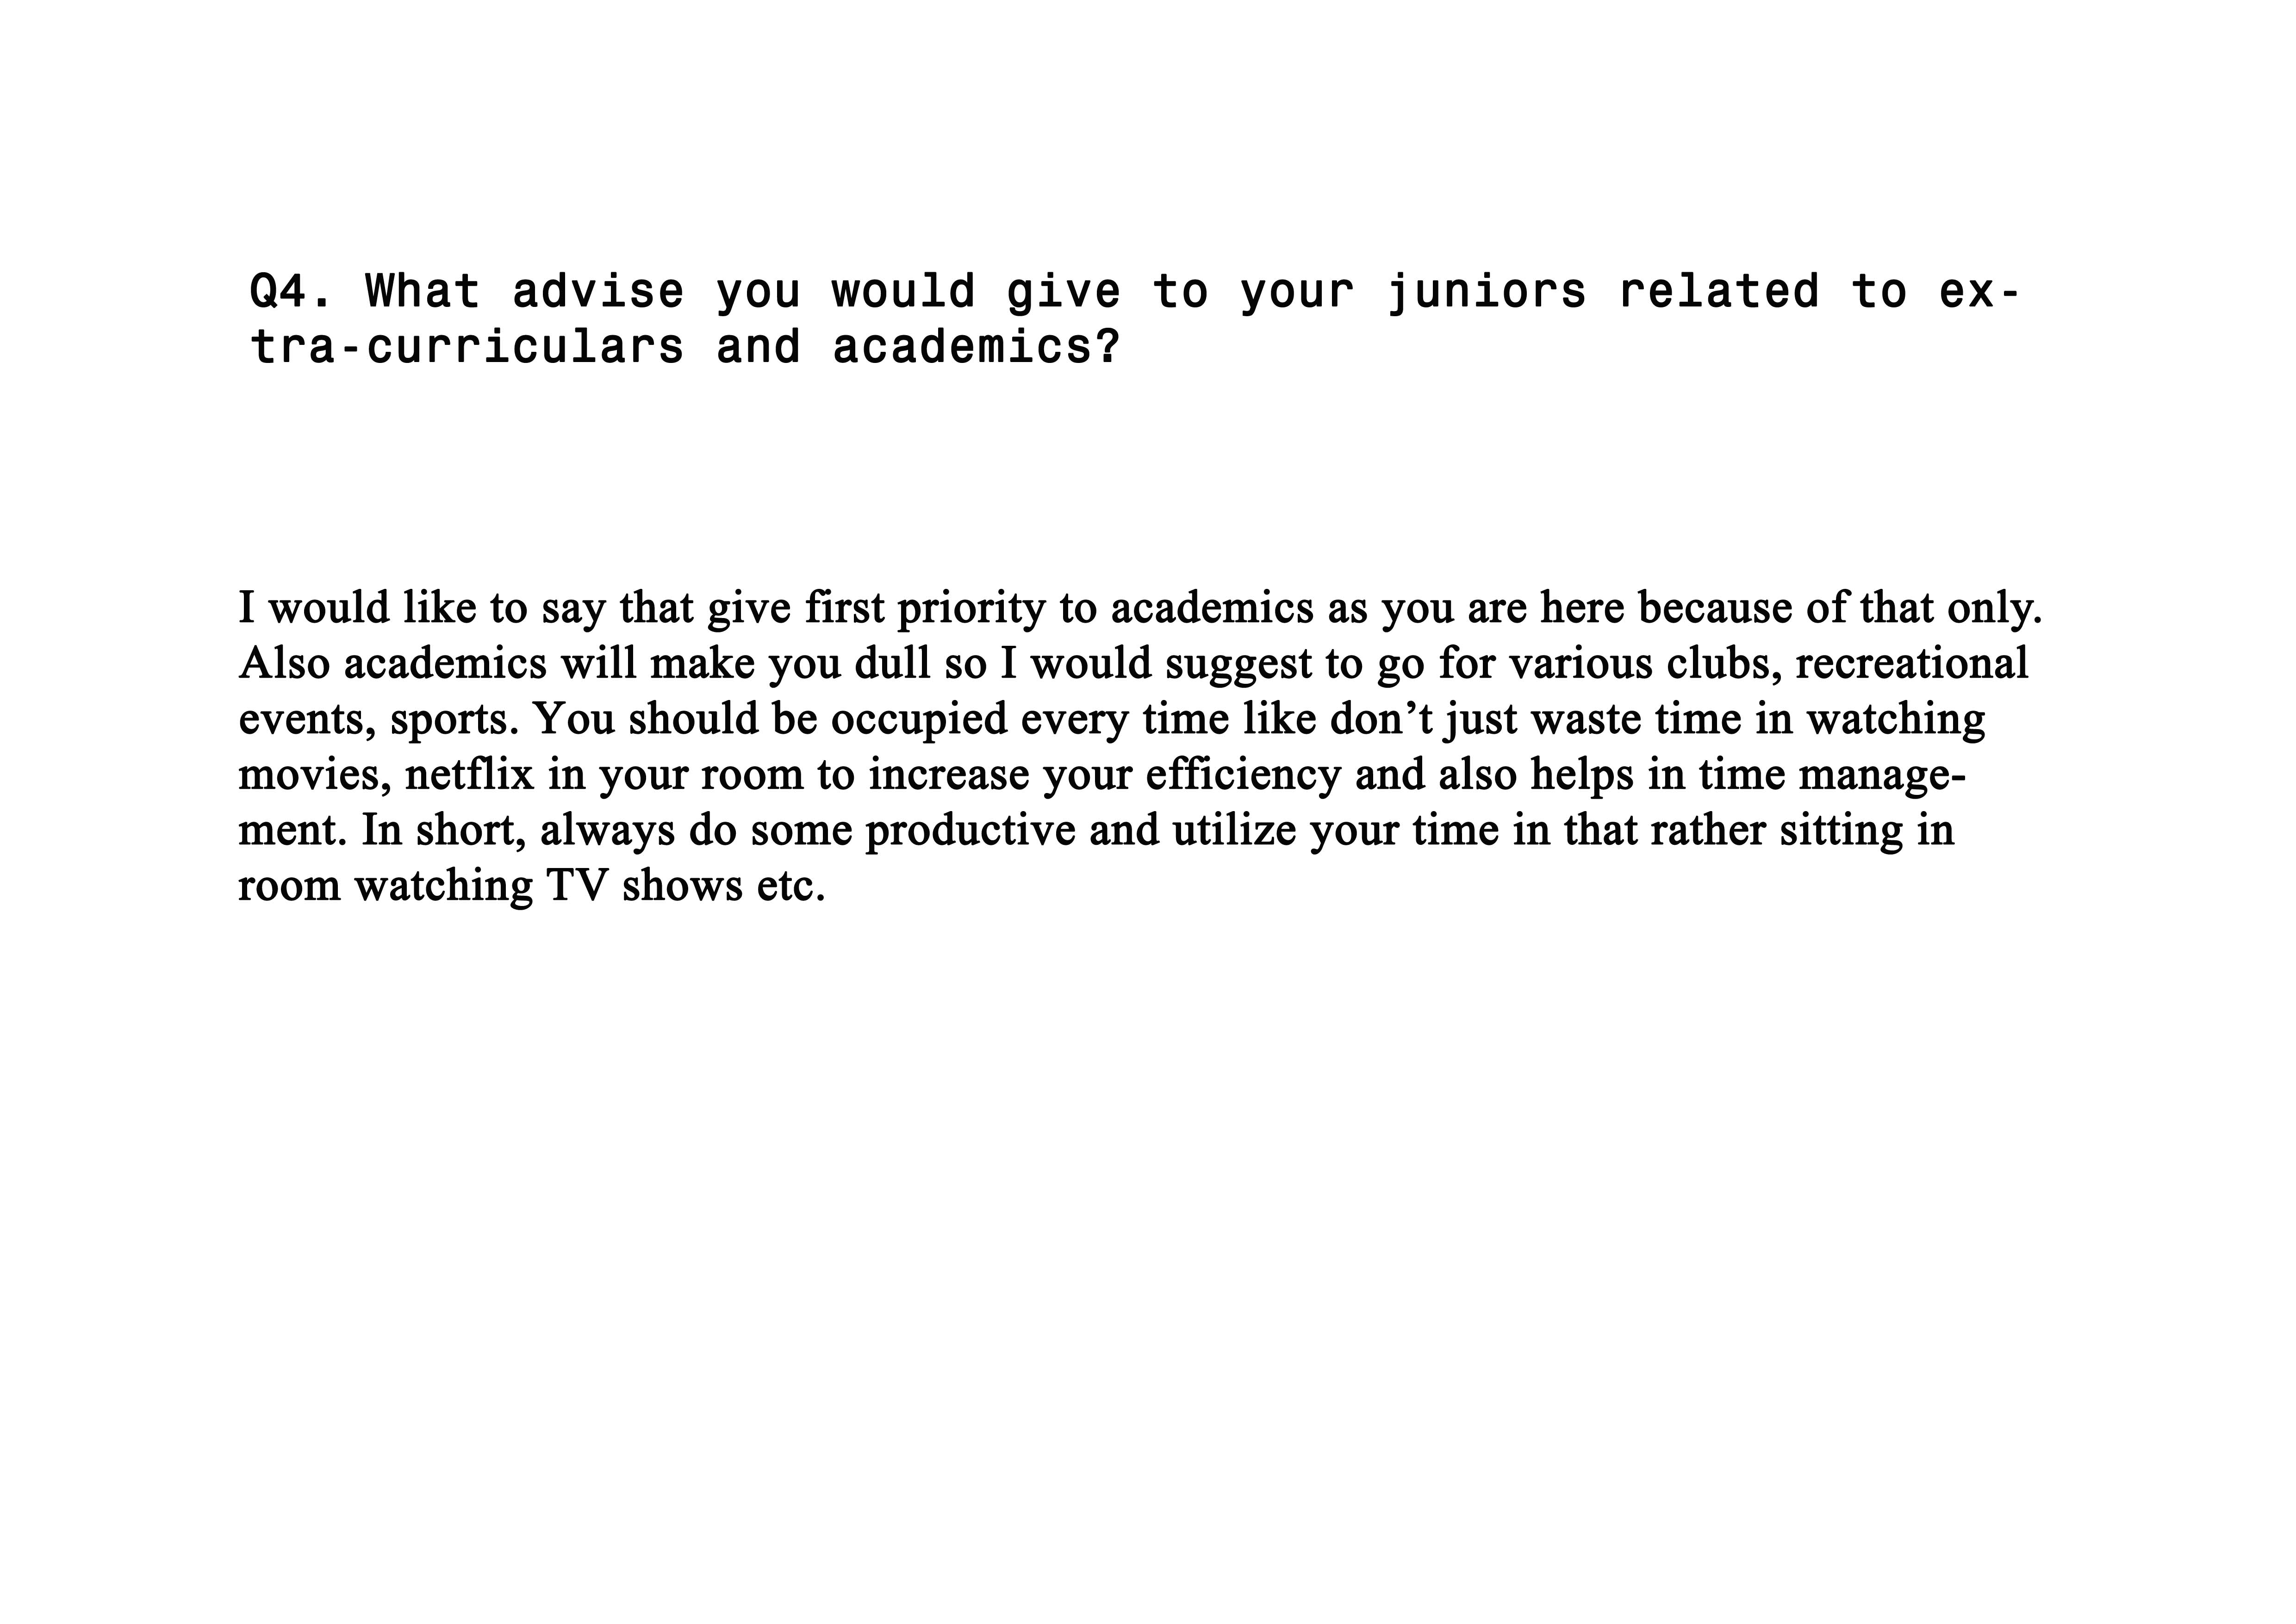 Q4. What advise you would give to your juniors related to ex-
tra-curriculars and academics?
I would like to say that give first priority to academics as you are here because of that only.
Also academics will make you dull so I would suggest to go for various clubs, recreational
events, sports. You should be occupied every time like don’t just waste time in watching
movies, netflix in your room to increase your efficiency and also helps in time manage-
ment. In short, always do some productive and utilize your time in that rather sitting in
room watching TV shows etc.